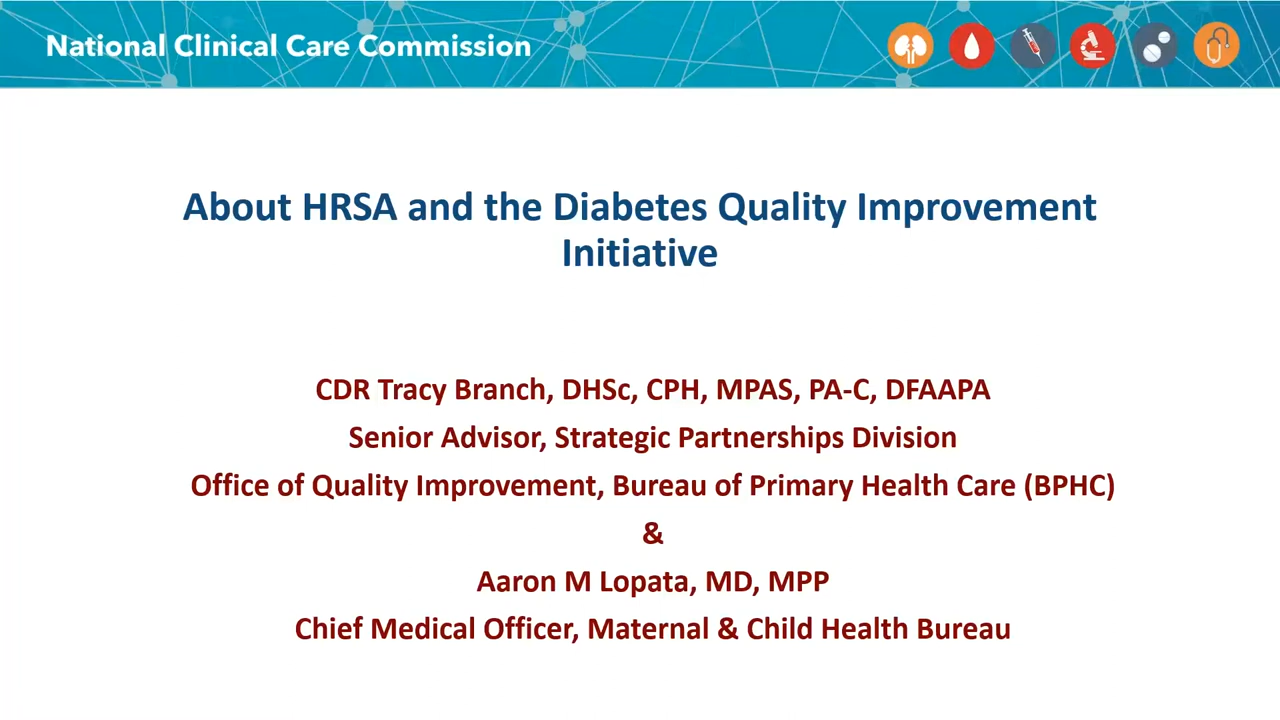 National Clinical Care Commission
About HRSA and the Diabetes Quality Improvement
Initiative
CDR Tracy Branch, DHSc, CPH, MPAS, PA-C, DFAAPA
Senior Advisor, Strategic Partnerships Division
Office of Quality Improvement, Bureau of Primary Health Care (BPHC)
&
Aaron M Lopata, MD, MPP
Chief Medical Officer, Maternal & Child Health Bureau